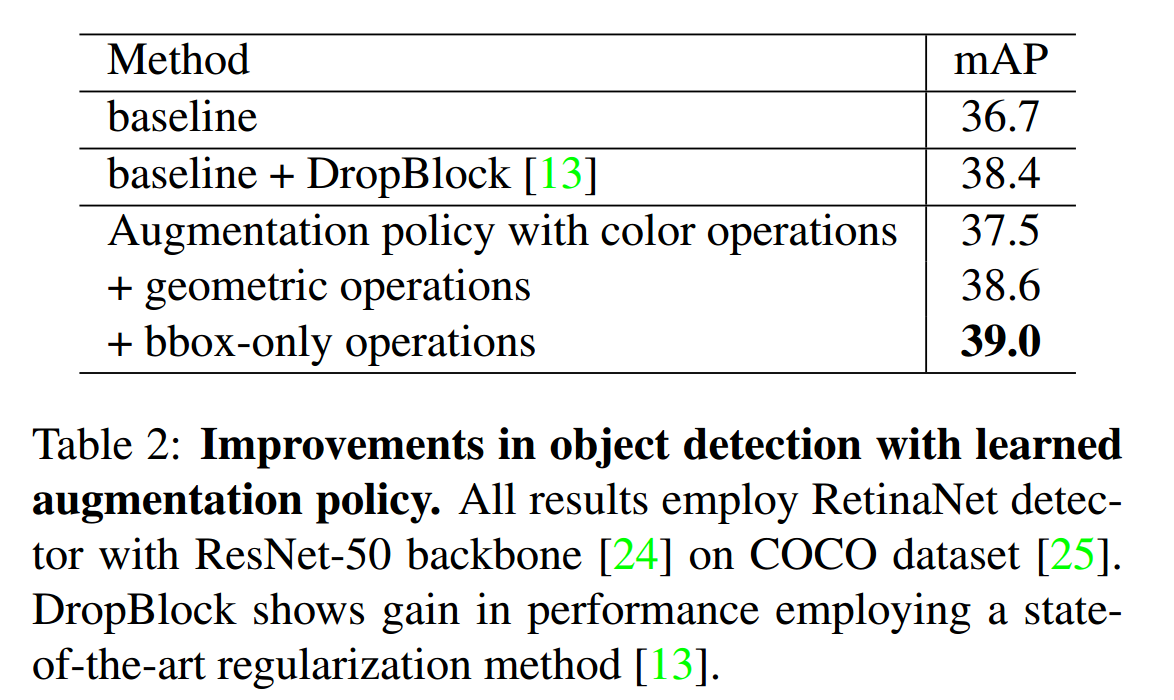 Method mAP
baseline 36.7
baseline + DropBlock [13] 38.4
Augmentation policy with color operations 37.5
+ geometric operations 38.6
+ bbox-only operations 39.0
Table 2: Improvements in object detection with learned
augmentation policy. All results employ RetinaNet detec-
tor with ResNet-50 backbone [24] on COCO dataset [25].
DropBlock shows gain in performance employing a state-
of-the-art regularization method [13].